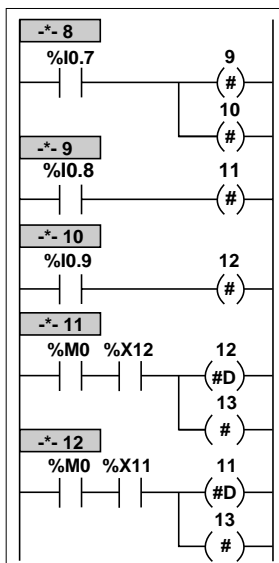 -*- 8
%I0.7 9
(#)
10
(#)
-*- 9
%I0.8 11
(#)
-*- 10
%I0.9 12
(#)
-*- 11
%M0 %X12 12
(#D)
13
(#)
-*- 12
%M0 %X11 11
(#D)
13
(#)